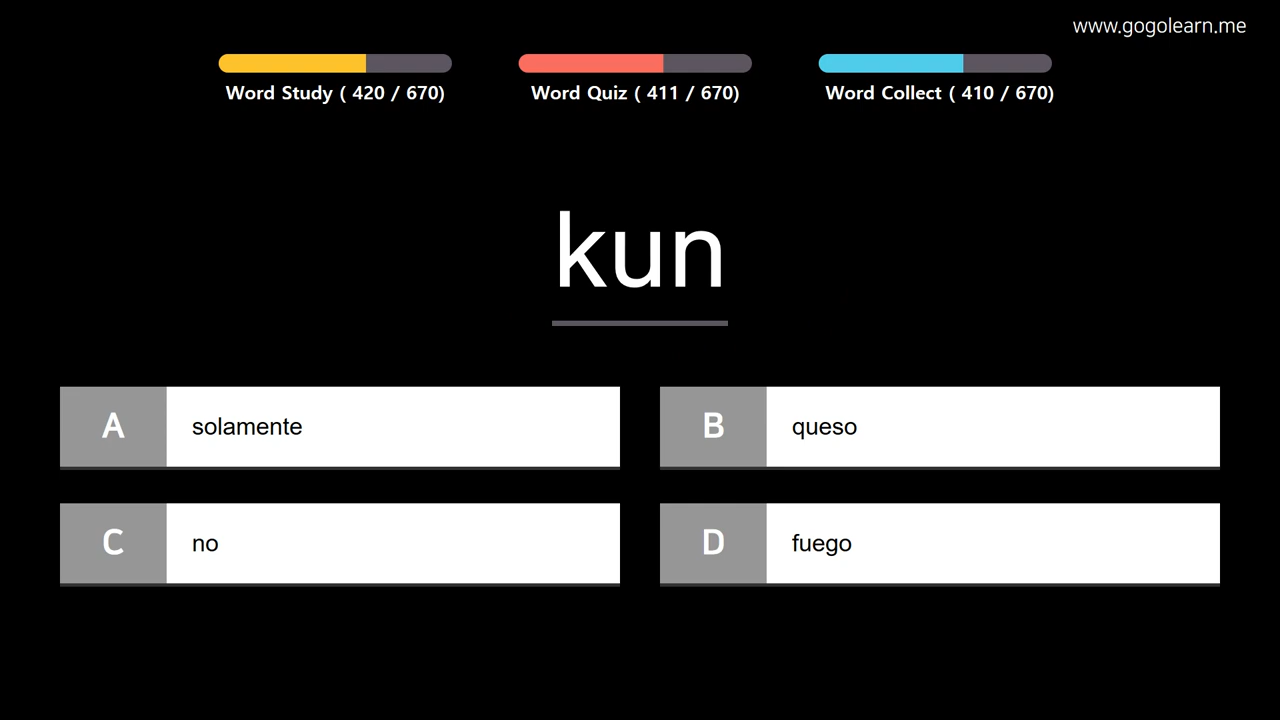 www.gogolearn.me
Word Study ( 420 / 670)
Word Quiz ( 411 / 670)
Word Collect ( 410 / 670)
kun
A solamente
B queso
C no
D fuego